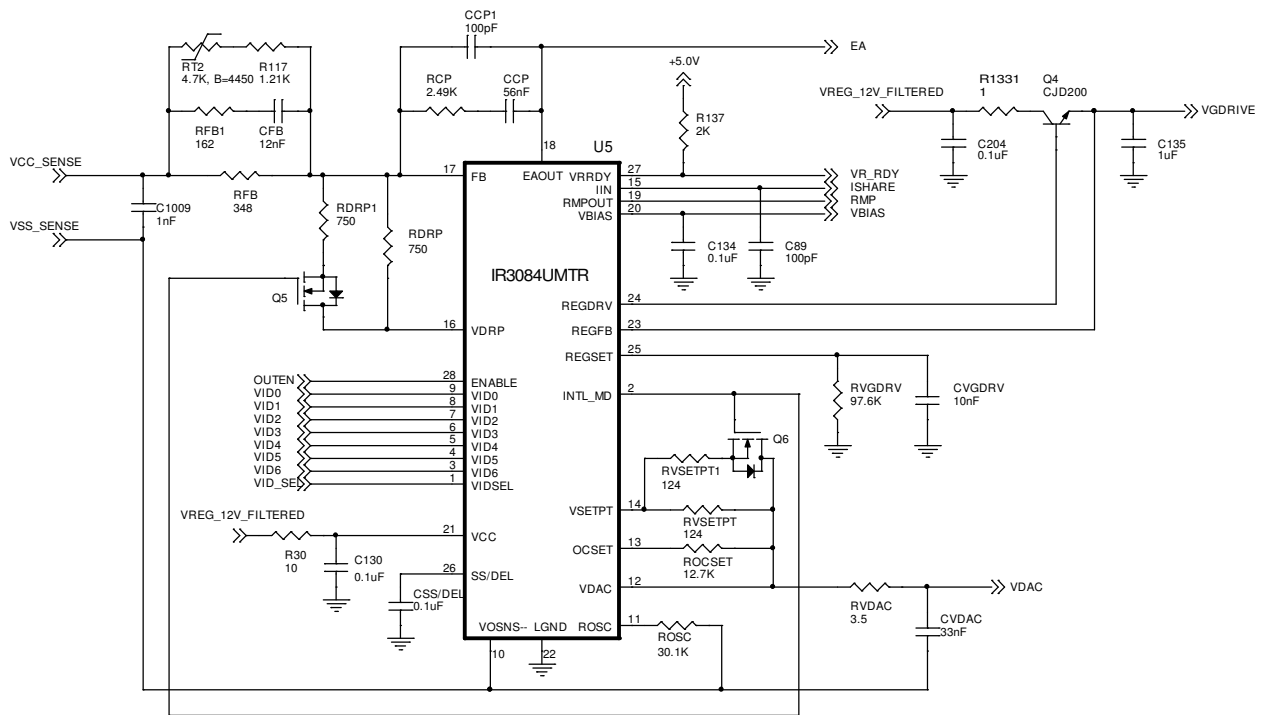 CCP1
100pF
EA
RT2
4.7K, B=4450
R117
1.21K
RCP
2.49K
CCP
56nF
+5.0V
R137
2K
VREG_12V_FILTERED
R1331
1
Q4
CJD200
VGDRIVE
C204
0.1uF
C135
1uF
RFB1
162
CFB
12nF
VCC_SENSE
RFB
348
C1009
1nF
VSS_SENSE
RDRP1
750
RDRP
750
Q5
U5
IR3084UMTR
18
EAOUT
17
FB
16
VDRP
28
ENABLE
9
VID0
8
VID1
7
VID2
6
VID3
5
VID4
4
VID5
3
VID6
1
VIDSEL
21
VCC
26
SS/DEL
VOSNS--
LGND
10
22
VRRDY
27
IIN
15
RMPOUT
19
VBIAS
20
REGDRV
24
REGFB
23
REGSET
25
INTL_MD
2
VSETPT
14
OCSET
13
VDAC
12
ROSC
11
VR_RDY
ISHARE
RMP
VBIAS
C134
0.1uF
C89
100pF
RVGDRV
97.6K
CVGDRV
10nF
Q6
RVSETPT1
124
RVSETPT
124
ROCSET
12.7K
RVDAC
3.5
VDAC
CVDAC
33nF
ROSC
30.1K
OUTEN
VID0
VID1
VID2
VID3
VID4
VID5
VID6
VID_SEL
VREG_12V_FILTERED
R30
10
C130
0.1uF
CSS/DEL
0.1uF